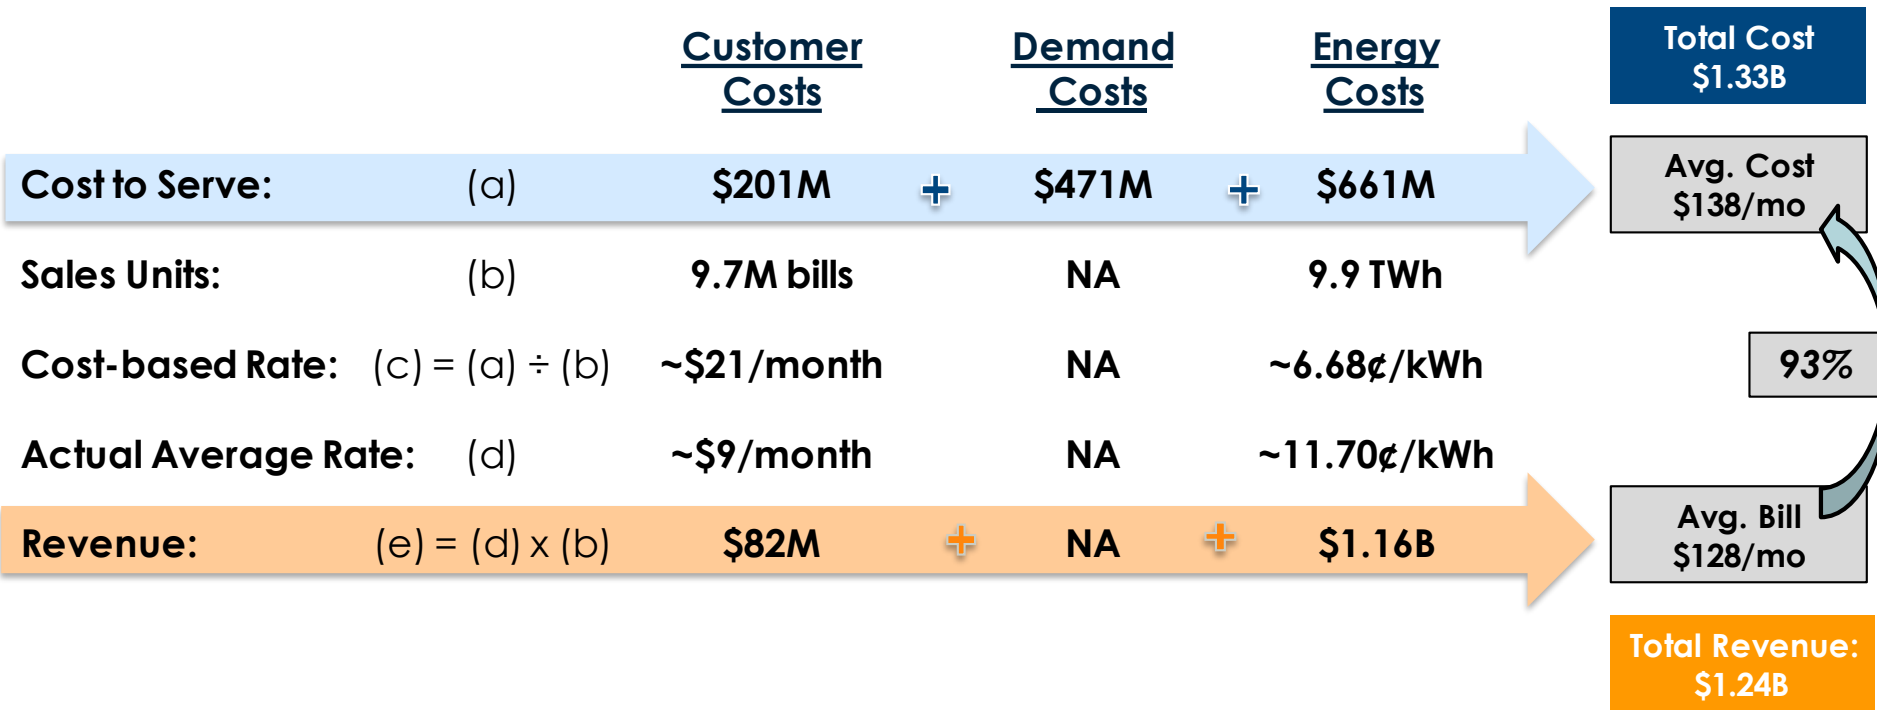 Customer Costs
Demand Costs
Energy Costs
Total Cost
$1.33B
Cost to Serve: (a) $201M + $471M + $661M
Avg. Cost
$138/mo
Sales Units: (b) 9.7M bills NA 9.9 TWh
Cost-based Rate: (c) = (a) ÷ (b) ~$21/month NA ~6.68¢/kWh
93%
Actual Average Rate: (d) ~$9/month NA ~11.70¢/kWh
Revenue: (e) = (d) x (b) $82M + NA + $1.16B
Avg. Bill
$128/mo
Total Revenue:
$1.24B